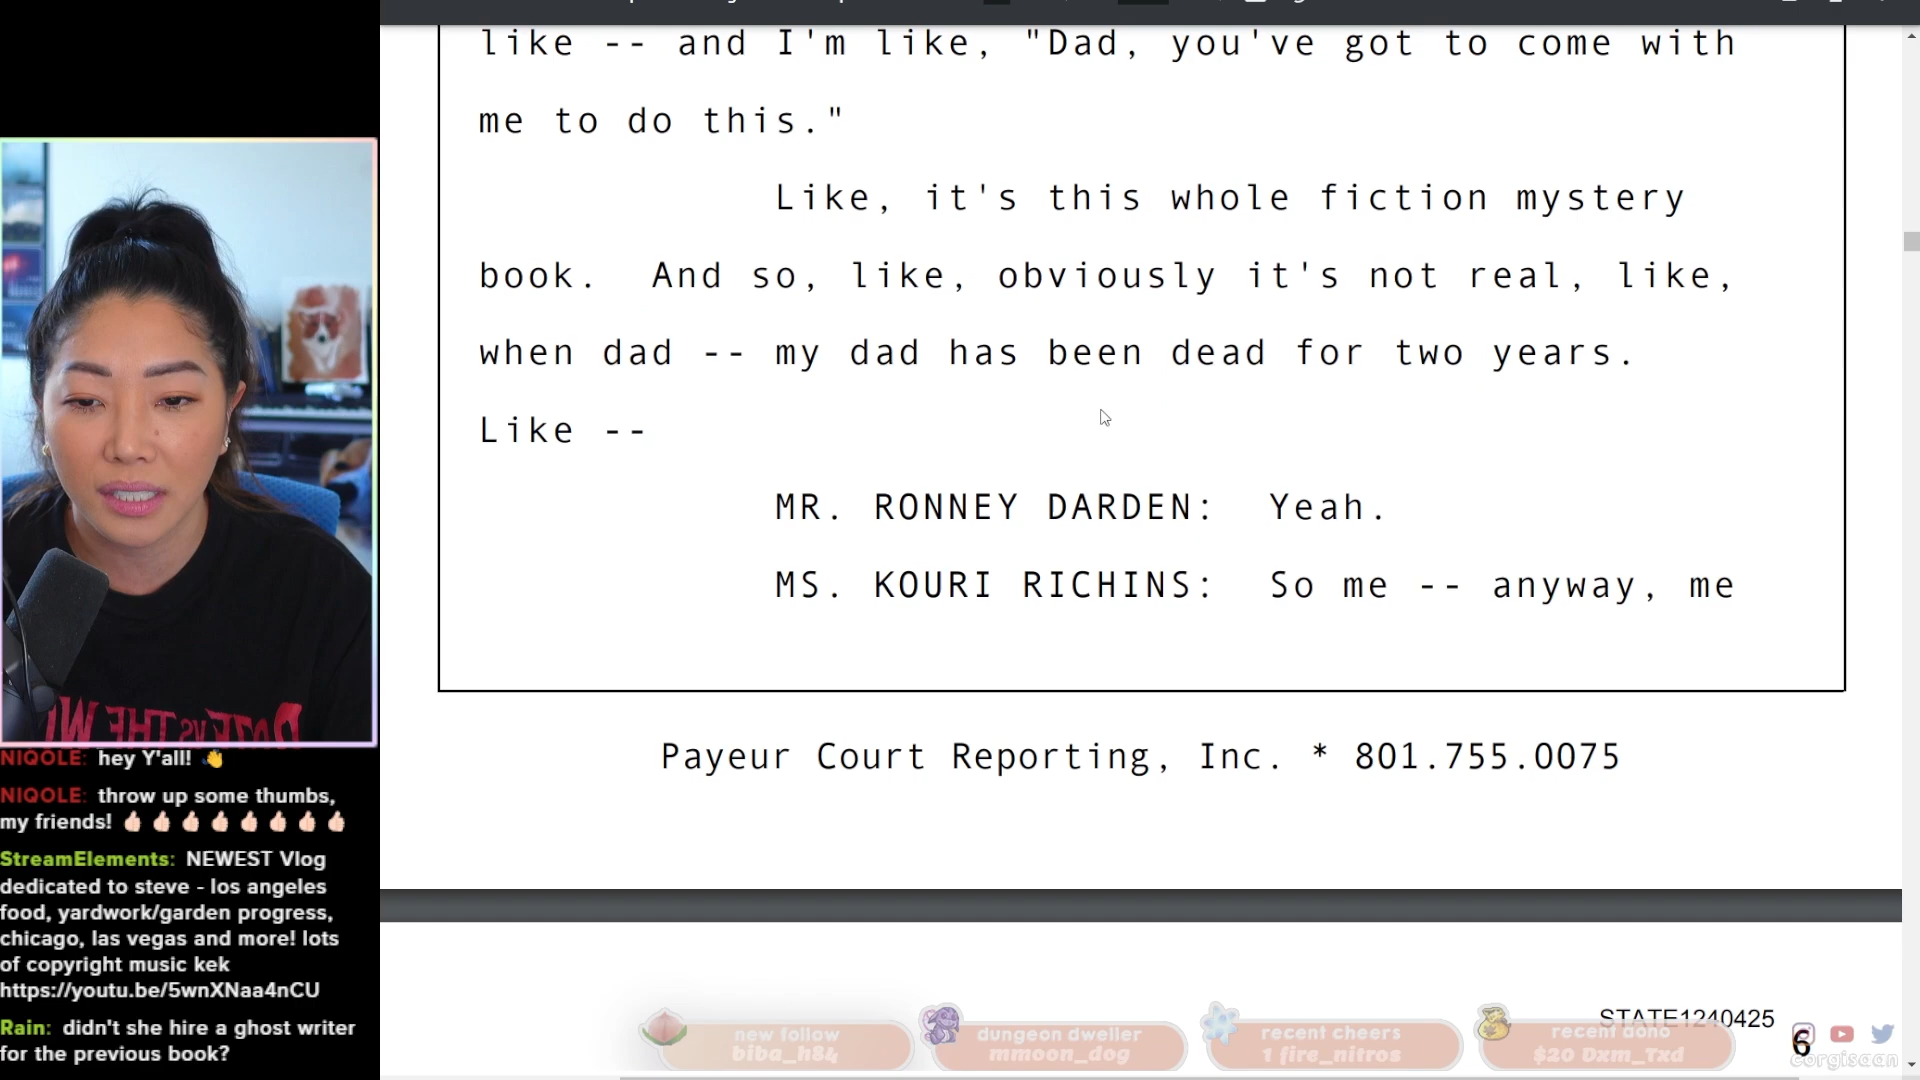 like -- and I'm like, "Dad, you've got to come with
me to do this."
Like, it's this whole fiction mystery
book. And so, like, obviously it's not real, like,
when dad -- my dad has been dead for two years.
Like --
MR. RONNEY DARDEN: Yeah.
MS. KOURI RICHINS: So me -- anyway, me
Payeur Court Reporting, Inc. * 801.755.0075
STATE1240425
6
NIQOLE: hey Y'all! 👋
NIQOLE: throw up some thumbs,
my friends! 👍🏻 👍🏻 👍🏻 👍🏻 👍🏻 👍🏻 👍🏻 👍🏻
StreamElements: NEWEST Vlog
dedicated to steve - los angeles
food, yardwork/garden progress,
chicago, las vegas and more! lots
of copyright music kek
https://youtu.be/5wnXNaa4nCU
Rain: didn't she hire a ghost writer
for the previous book?
new follow
biba_h84
dungeon dweller
mmoon_dog
recent cheers
1 fire_nitros
recent dono
$20 Dxm_Txd
corgisaan